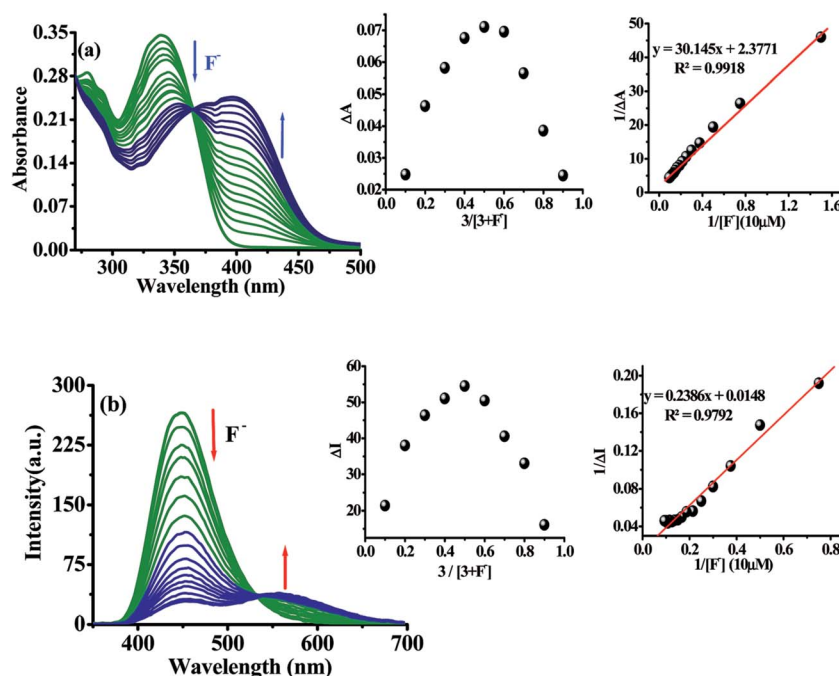 (a)
F-
0.35
0.28
0.21
0.14
0.07
0.00
Absorbance
300 350 400 450 500
Wavelength (nm)
0.07
0.06
0.05
0.04
0.03
0.02
ΔA
0.0 0.2 0.4 0.6 0.8 1.0
3/[3+F-]
y = 30.145x + 2.3771
R² = 0.9918
50
40
30
20
10
0
1/ΔA
0.0 0.4 0.8 1.2 1.6
1/[F-](10μM)
(b)
F-
300
225
150
75
0
Intensity(a.u.)
400 500 600 700
Wavelength (nm)
60
50
40
30
20
ΔI
0.0 0.2 0.4 0.6 0.8 1.0
3 / [3+F-]
y = 0.2386x + 0.0148
R² = 0.9792
0.20
0.16
0.12
0.08
0.04
1/ΔI
0.0 0.4 0.8
1/[F-] (10μM)